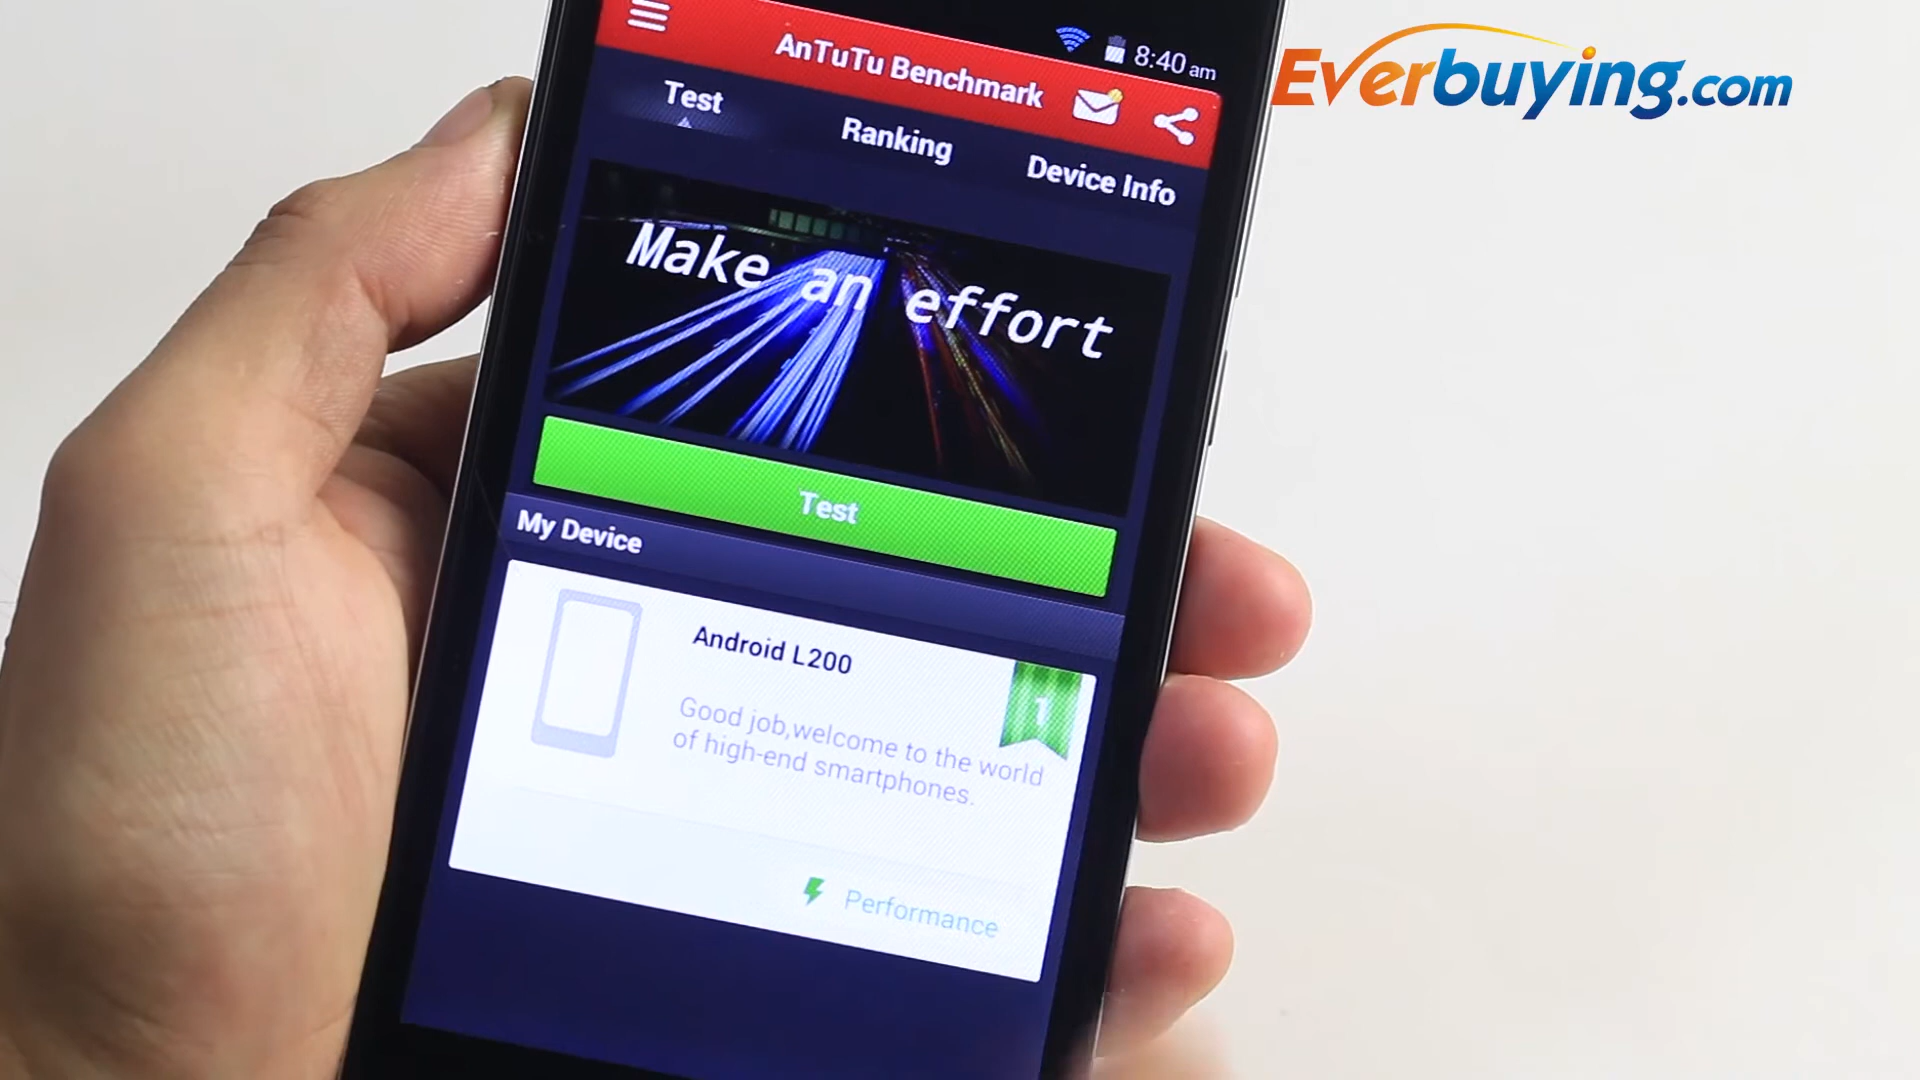 8:40 am
Everbuying.com
AnTuTu Benchmark
Test
Ranking
Device Info
Make an effort
Test
My Device
Android L200
1
Good job,welcome to the world
of high-end smartphones.
Performance